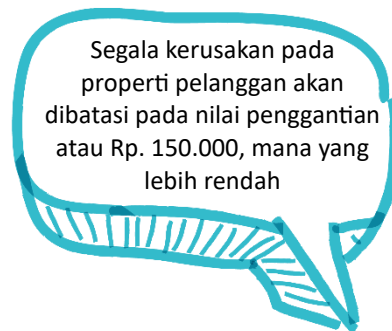 Segala kerusakan pada
properti pelanggan akan
dibatasi pada nilai penggantian
atau Rp. 150.000, mana yang
lebih rendah